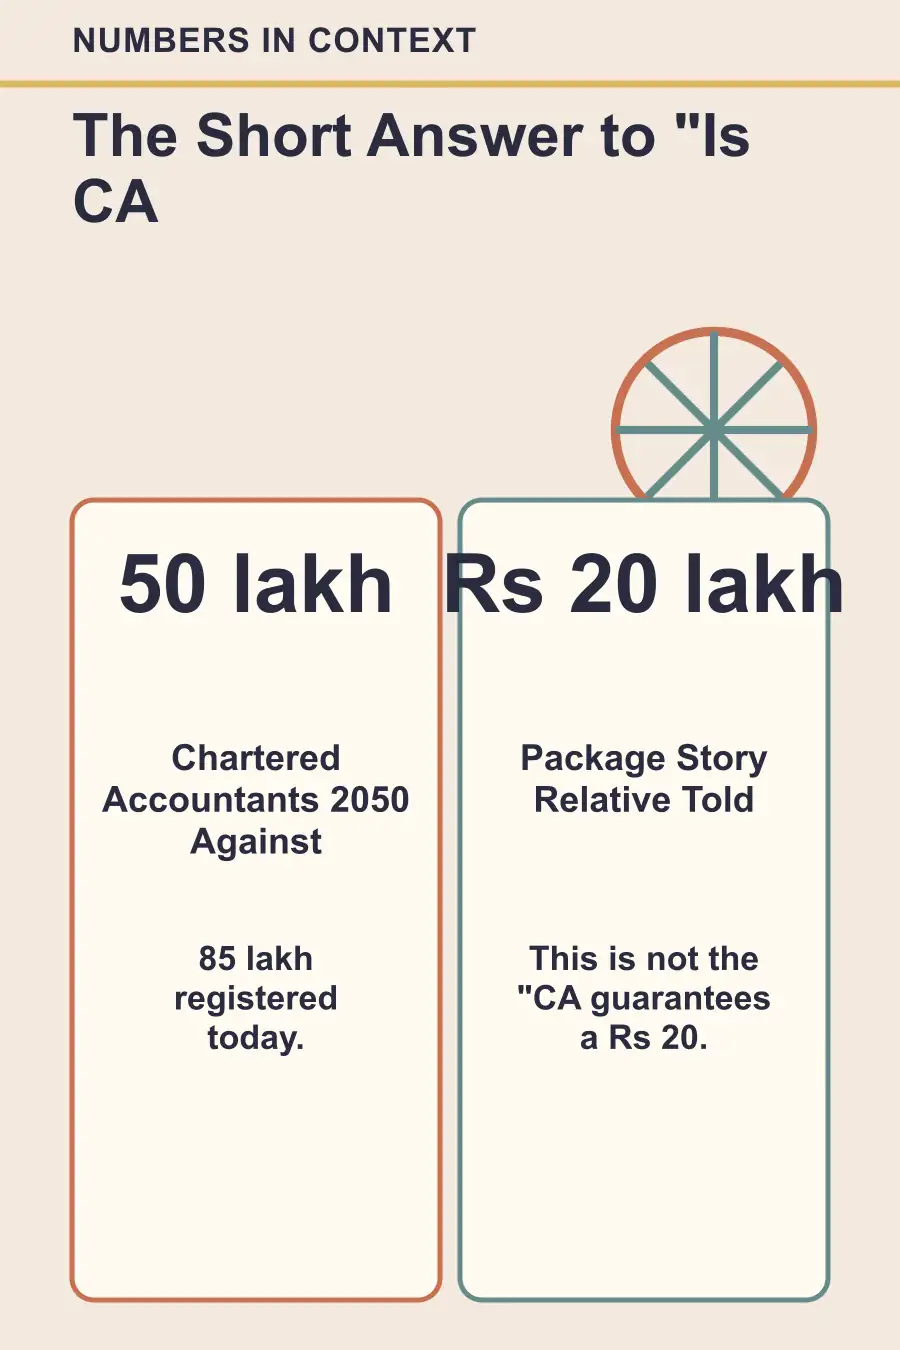 NUMBERS IN CONTEXT
The Short Answer to "Is
CA
50 lakh
Chartered
Accountants 2050
Against
85 lakh
registered
today.
Rs 20 lakh
Package Story
Relative Told
This is not the
"CA guarantees
a Rs 20.